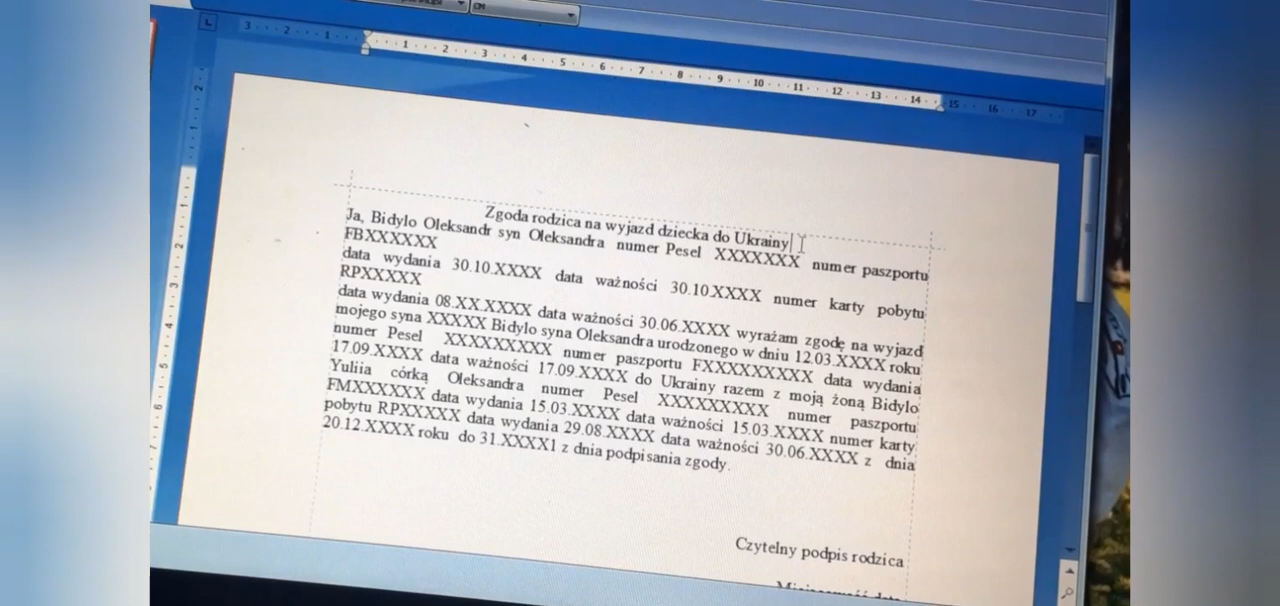 Zgoda rodzica na wyjazd dziecka do Ukrainy
Ja, Bidylo Oleksandr syn Oleksandra numer Pesel XXXXXXX numer paszportu
FBXXXXXX
data wydania 30.10.XXXX data ważności 30.10.XXXX numer karty pobytu
RPXXXXX
data wydania 08.XX.XXXX data ważności 30.06.XXXX wyrażam zgodę na wyjazd
mojego syna XXXXX Bidylo syna Oleksandra urodzonego w dniu 12.03.XXXX roku
numer Pesel XXXXXXXXX numer paszportu FXXXXXXXXX data wydania
17.09.XXXX data ważności 17.09.XXXX do Ukrainy razem z moją żoną Bidylo
Yuliia córką Oleksandra numer Pesel XXXXXXXXX numer paszportu
FMXXXXXX data wydania 15.03.XXXX data ważności 15.03.XXXX numer karty
pobytu RPXXXXX data wydania 29.08.XXXX data ważności 30.06.XXXX z dnia
20.12.XXXX roku do 31.XXXX1 z dnia podpisania zgody.
Czytelny podpis rodzica